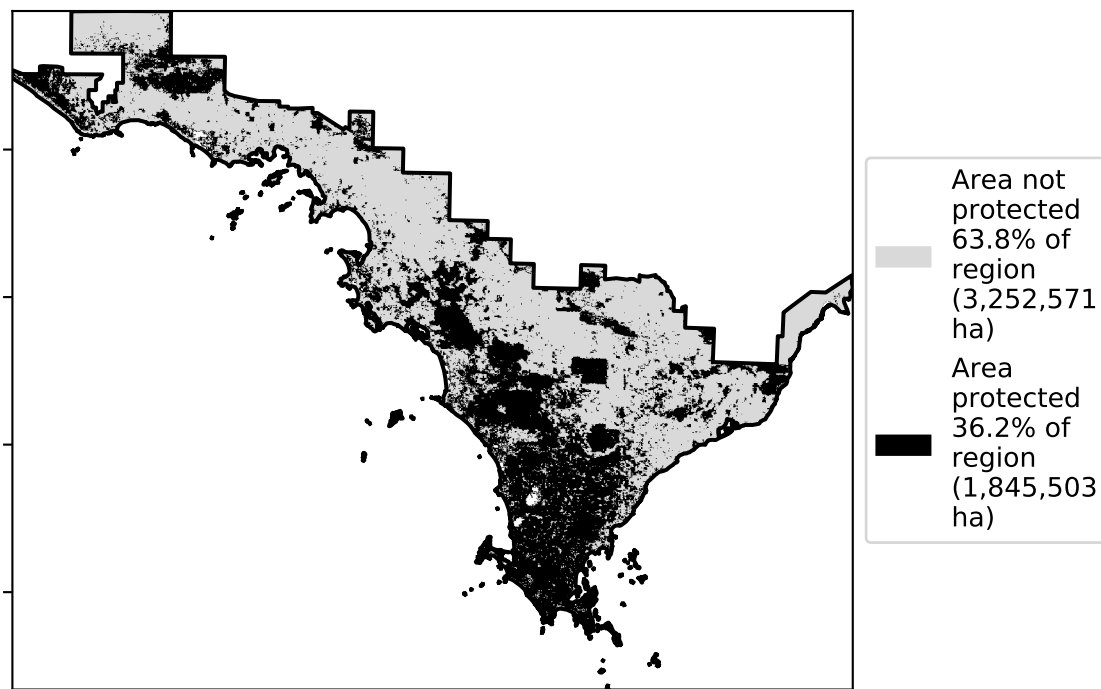 Area not
protected
63.8% of
region
(3,252,571
ha)
Area
protected
36.2% of
region
(1,845,503
ha)